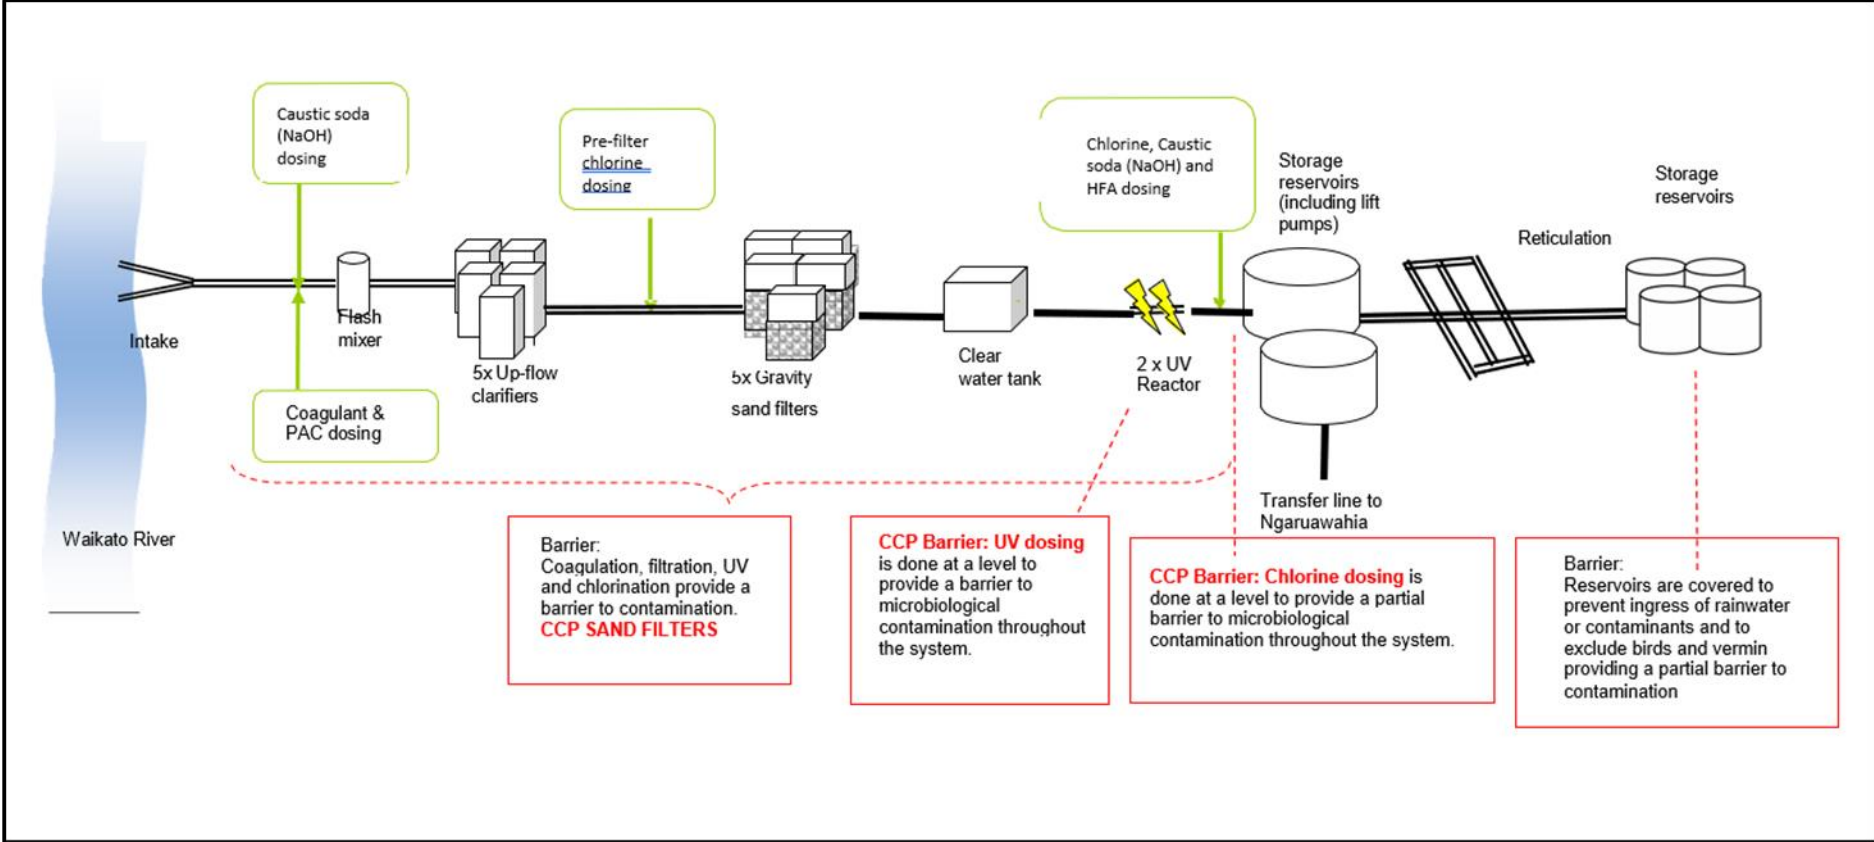 Caustic soda
(NaOH)
dosing
Pre-filter
chlorine
dosing
Chlorine, Caustic
soda (NaOH) and
HFA dosing
Storage
reservoirs
(including lift
pumps)
Storage
reservoirs
Reticulation
Intake
Flash
mixer
5x Up-flow
clarifiers
5x Gravity
sand filters
Clear
water tank
2 x UV
Reactor
Coagulant &
PAC dosing
Waikato River
Transfer line to
Ngaruawahia
Barrier:
Coagulation, filtration, UV
and chlorination provide a
barrier to contamination.
CCP SAND FILTERS
CCP Barrier: UV dosing
is done at a level to
provide a barrier to
microbiological
contamination throughout
the system.
CCP Barrier: Chlorine dosing is
done at a level to provide a partial
barrier to microbiological
contamination throughout the system.
Barrier:
Reservoirs are covered to
prevent ingress of rainwater
or contaminants and to
exclude birds and vermin
providing a partial barrier to
contamination